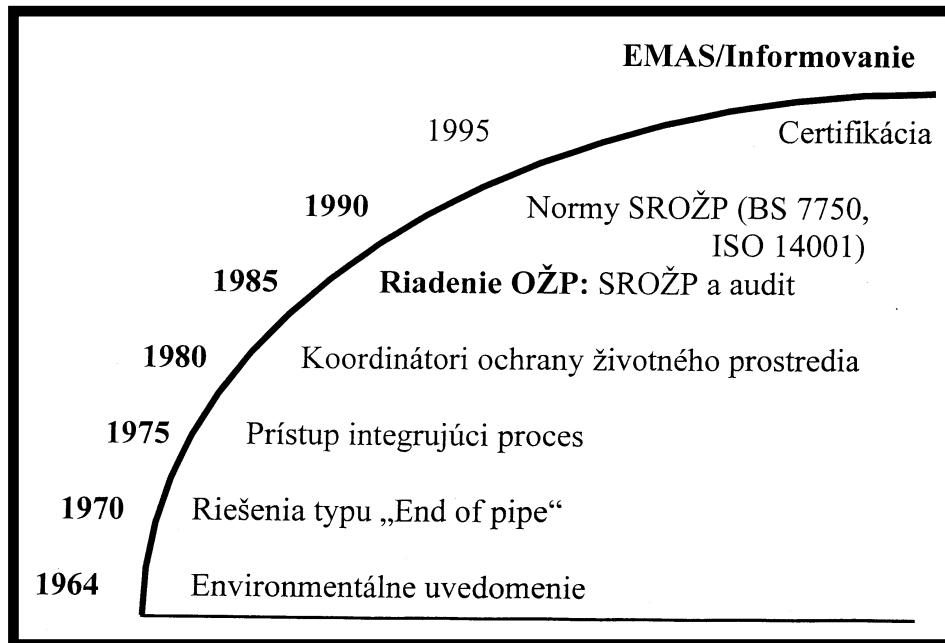 EMAS/Informovanie
1995 Certifikácia
1990 Normy SROŽP (BS 7750,
ISO 14001)
1985 Riadenie OŽP: SROŽP a audit
1980 Koordinátori ochrany životného prostredia
1975 Prístup integrujúci proces
1970 Riešenia typu „End of pipe“
1964 Environmentálne uvedomenie